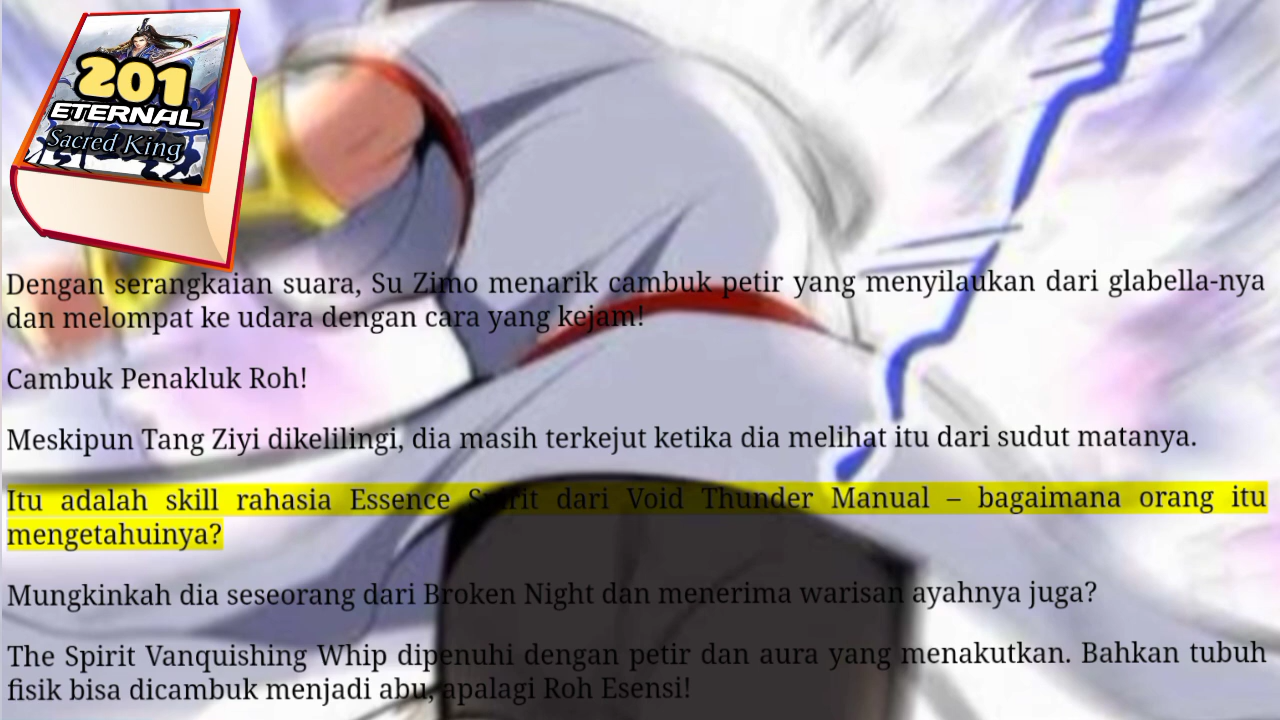 201
ETERNAL
Sacred King
Dengan serangkaian suara, Su Zimo menarik cambuk petir yang menyilaukan dari glabella-nya
dan melompat ke udara dengan cara yang kejam!
Cambuk Penakluk Roh!
Meskipun Tang Ziyi dikelilingi, dia masih terkejut ketika dia melihat itu dari sudut matanya.
Itu adalah skill rahasia Essence Spirit dari Void Thunder Manual – bagaimana orang itu
mengetahuinya?
Mungkinkah dia seseorang dari Broken Night dan menerima warisan ayahnya juga?
The Spirit Vanquishing Whip dipenuhi dengan petir dan aura yang menakutkan. Bahkan tubuh
fisik bisa dicambuk menjadi abu, apalagi Roh Esensi!